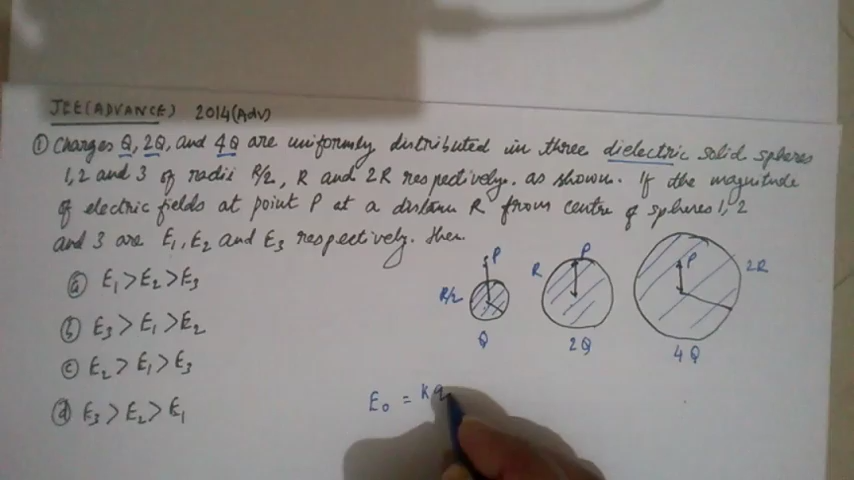 JEE(ADVANCE) 2014(Adv)
① Charges Q, 2Q, and 4Q are uniformly distributed in three dielectric solid spheres
1,2 and 3 of radii R/2, R and 2R respectively. as shown. If the magnitude
of electric fields at point P at a distance R from centre of spheres 1, 2
and 3 are E₁, E₂ and E₃ respectively. then
(a) E₁ > E₂ > E₃
(b) E₃ > E₁ > E₂
(c) E₂ > E₁ > E₃
(d) E₃ > E₂ > E₁
P
R/2
Q
P
R
2Q
P
2R
4Q
E₀ = kq